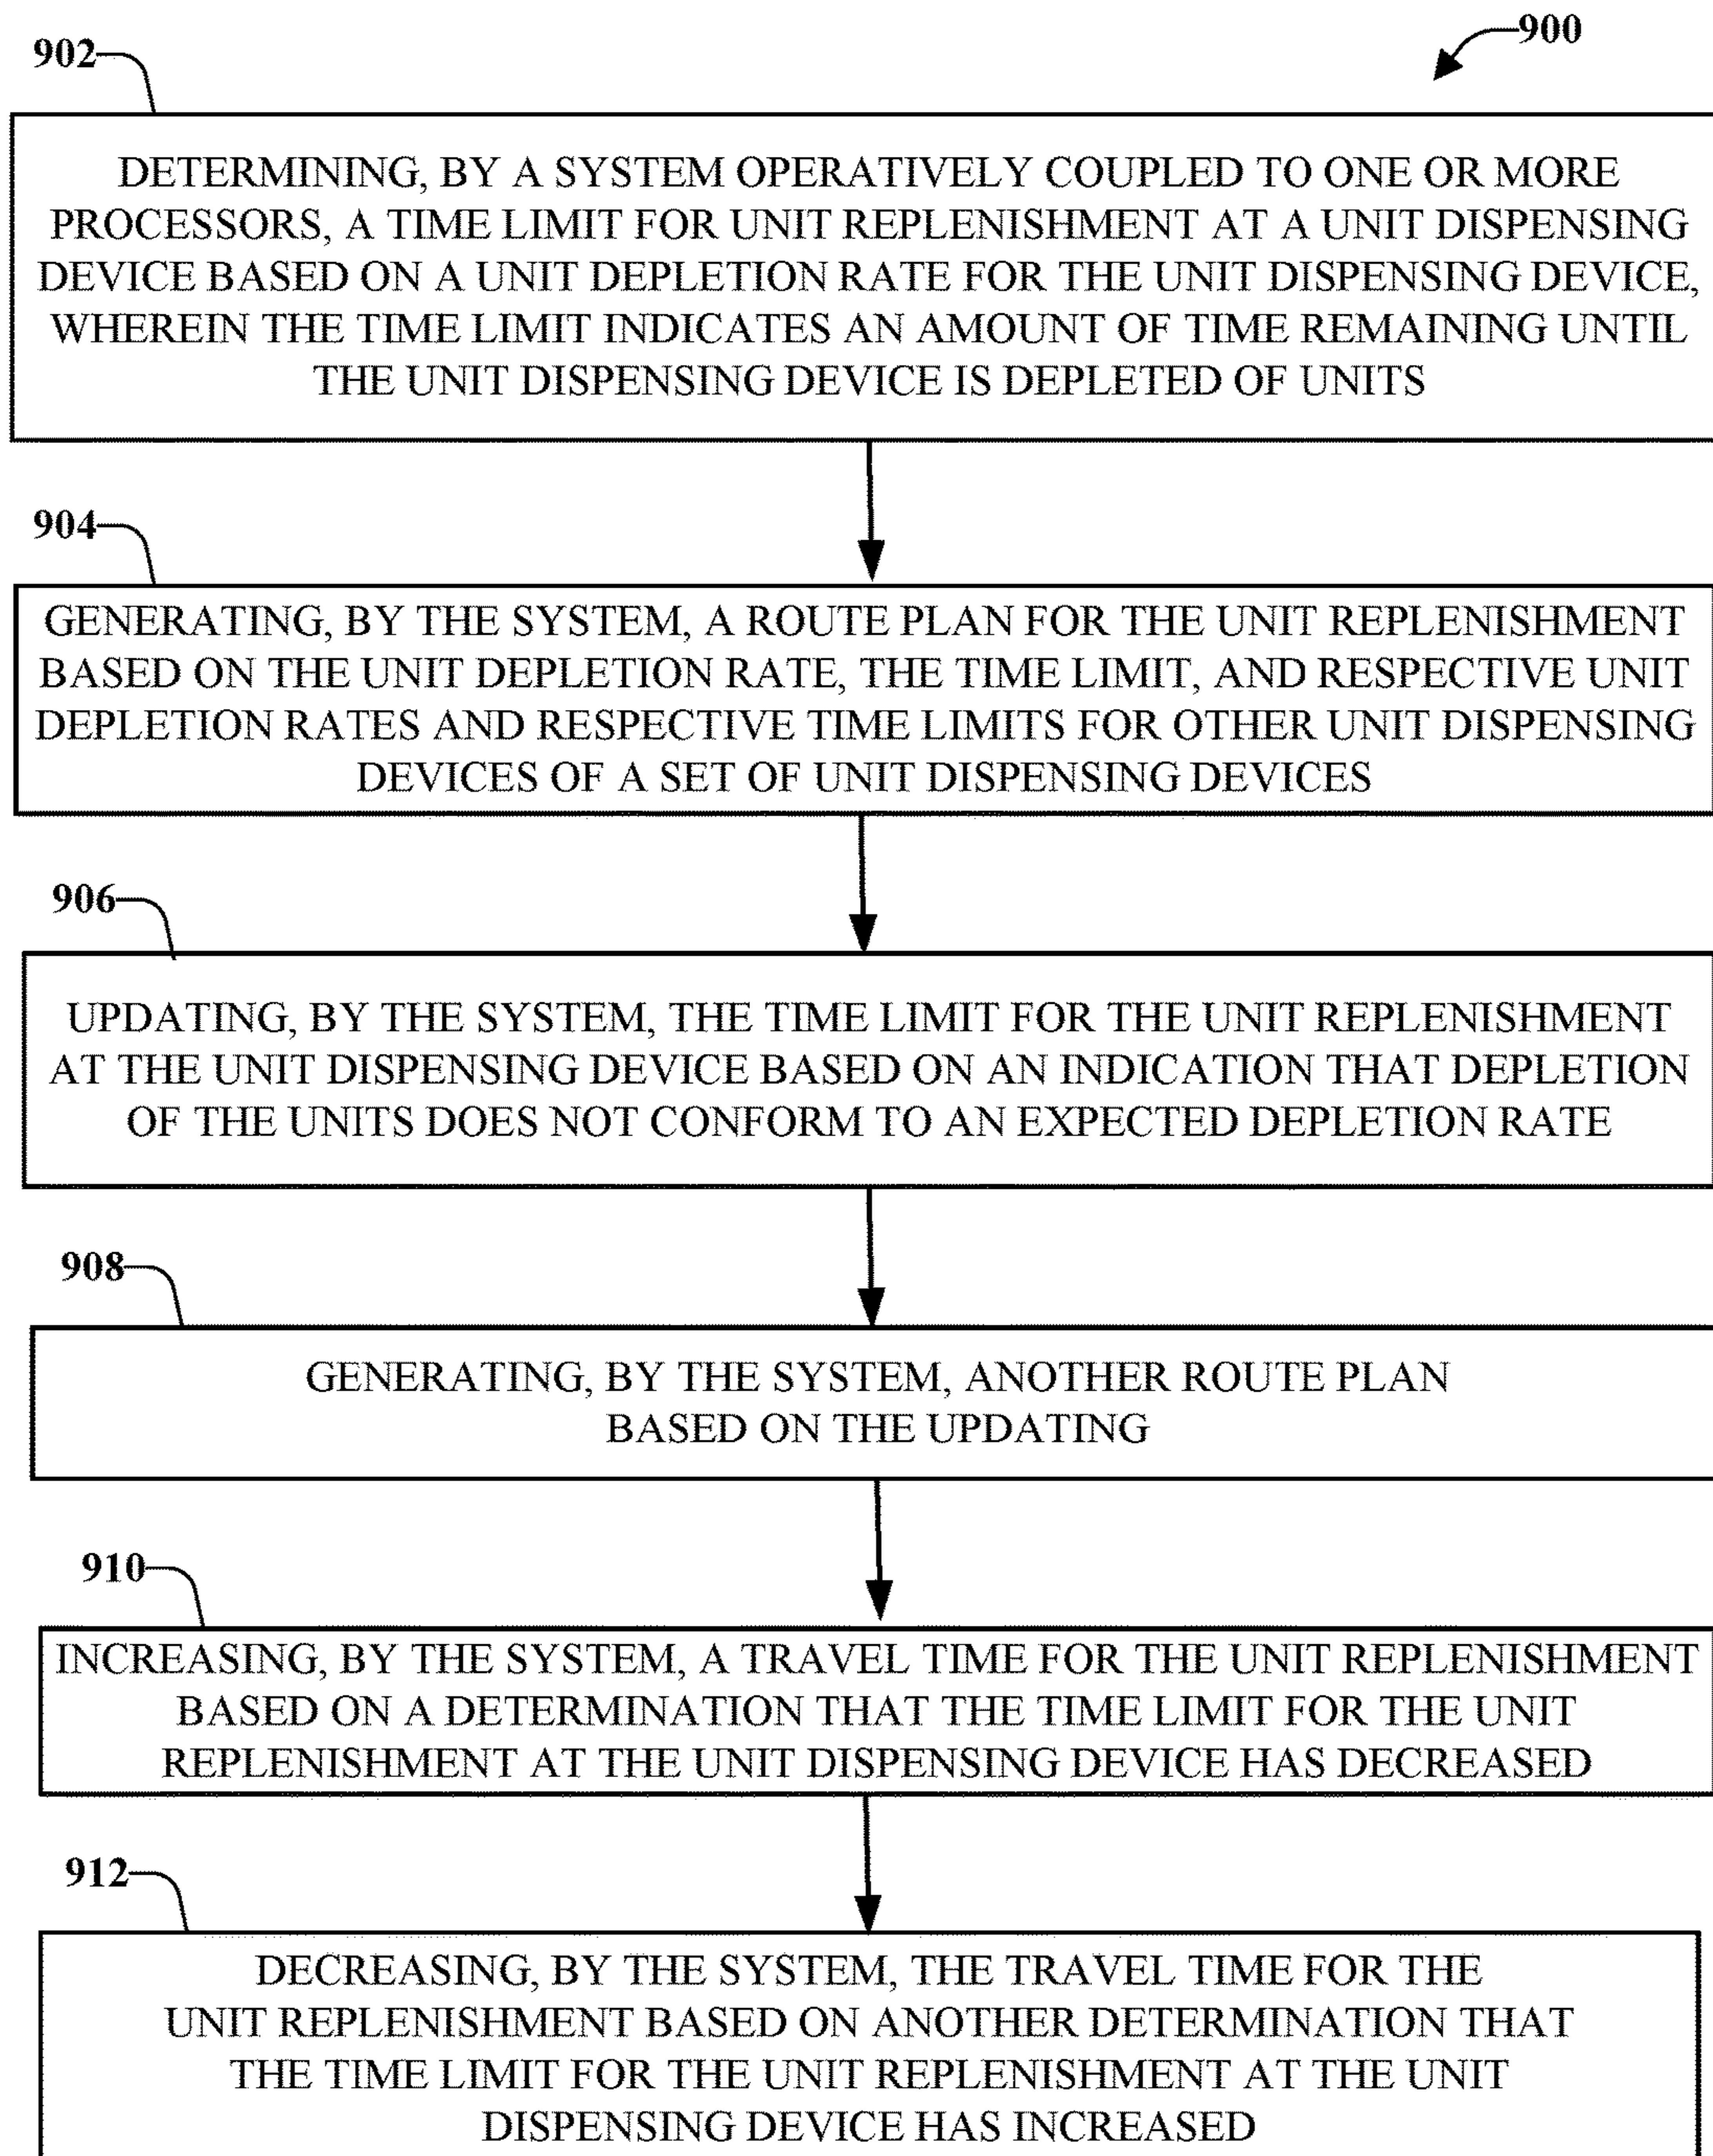 900
902
DETERMINING, BY A SYSTEM OPERATIVELY COUPLED TO ONE OR MORE
PROCESSORS, A TIME LIMIT FOR UNIT REPLENISHMENT AT A UNIT DISPENSING
DEVICE BASED ON A UNIT DEPLETION RATE FOR THE UNIT DISPENSING DEVICE,
WHEREIN THE TIME LIMIT INDICATES AN AMOUNT OF TIME REMAINING UNTIL
THE UNIT DISPENSING DEVICE IS DEPLETED OF UNITS
904
GENERATING, BY THE SYSTEM, A ROUTE PLAN FOR THE UNIT REPLENISHMENT
BASED ON THE UNIT DEPLETION RATE, THE TIME LIMIT, AND RESPECTIVE UNIT
DEPLETION RATES AND RESPECTIVE TIME LIMITS FOR OTHER UNIT DISPENSING
DEVICES OF A SET OF UNIT DISPENSING DEVICES
906
UPDATING, BY THE SYSTEM, THE TIME LIMIT FOR THE UNIT REPLENISHMENT
AT THE UNIT DISPENSING DEVICE BASED ON AN INDICATION THAT DEPLETION
OF THE UNITS DOES NOT CONFORM TO AN EXPECTED DEPLETION RATE
908
GENERATING, BY THE SYSTEM, ANOTHER ROUTE PLAN
BASED ON THE UPDATING
910
INCREASING, BY THE SYSTEM, A TRAVEL TIME FOR THE UNIT REPLENISHMENT
BASED ON A DETERMINATION THAT THE TIME LIMIT FOR THE UNIT
REPLENISHMENT AT THE UNIT DISPENSING DEVICE HAS DECREASED
912
DECREASING, BY THE SYSTEM, THE TRAVEL TIME FOR THE
UNIT REPLENISHMENT BASED ON ANOTHER DETERMINATION THAT
THE TIME LIMIT FOR THE UNIT REPLENISHMENT AT THE UNIT
DISPENSING DEVICE HAS INCREASED